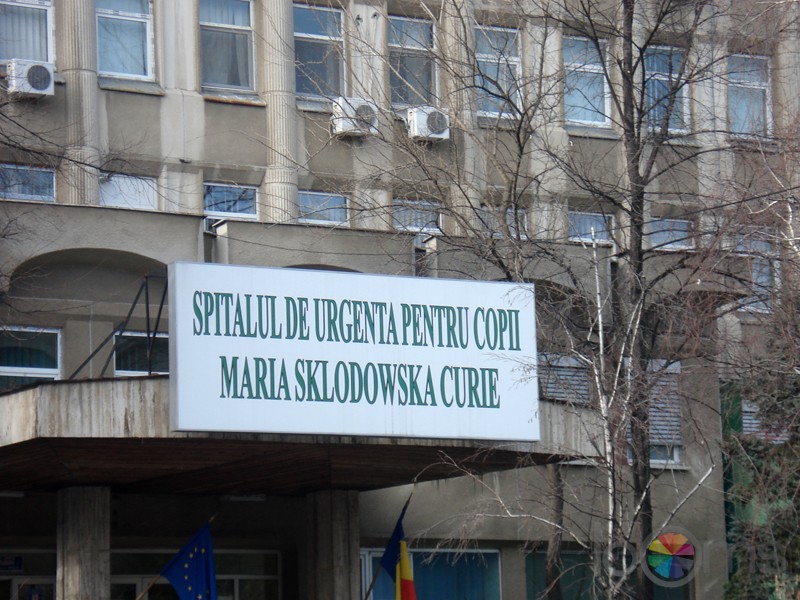 SPITALUL DE URGENTA PENTRU COPII
MARIA SKLODOWSKA CURIE